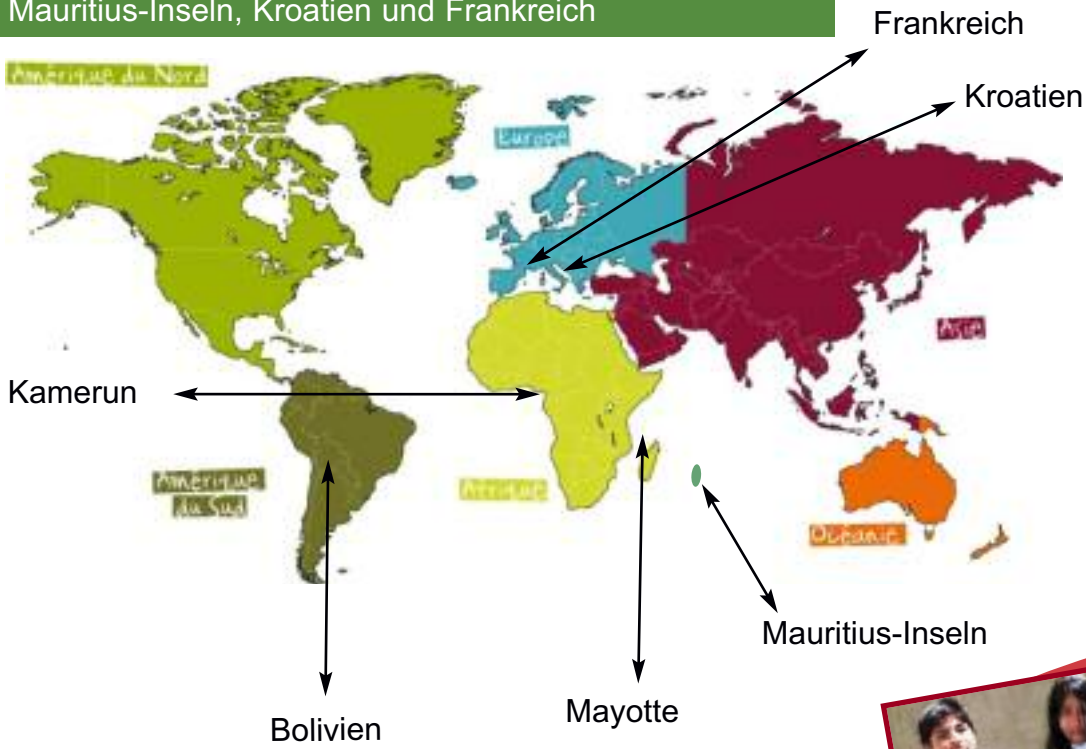 Mauritius-Inseln, Kroatien und Frankreich
Frankreich
Amérique du Nord
Kroatien
Europe
Asie
Kamerun
Amérique
du Sud
Afrique
Océanie
Mauritius-Inseln
Mayotte
Bolivien